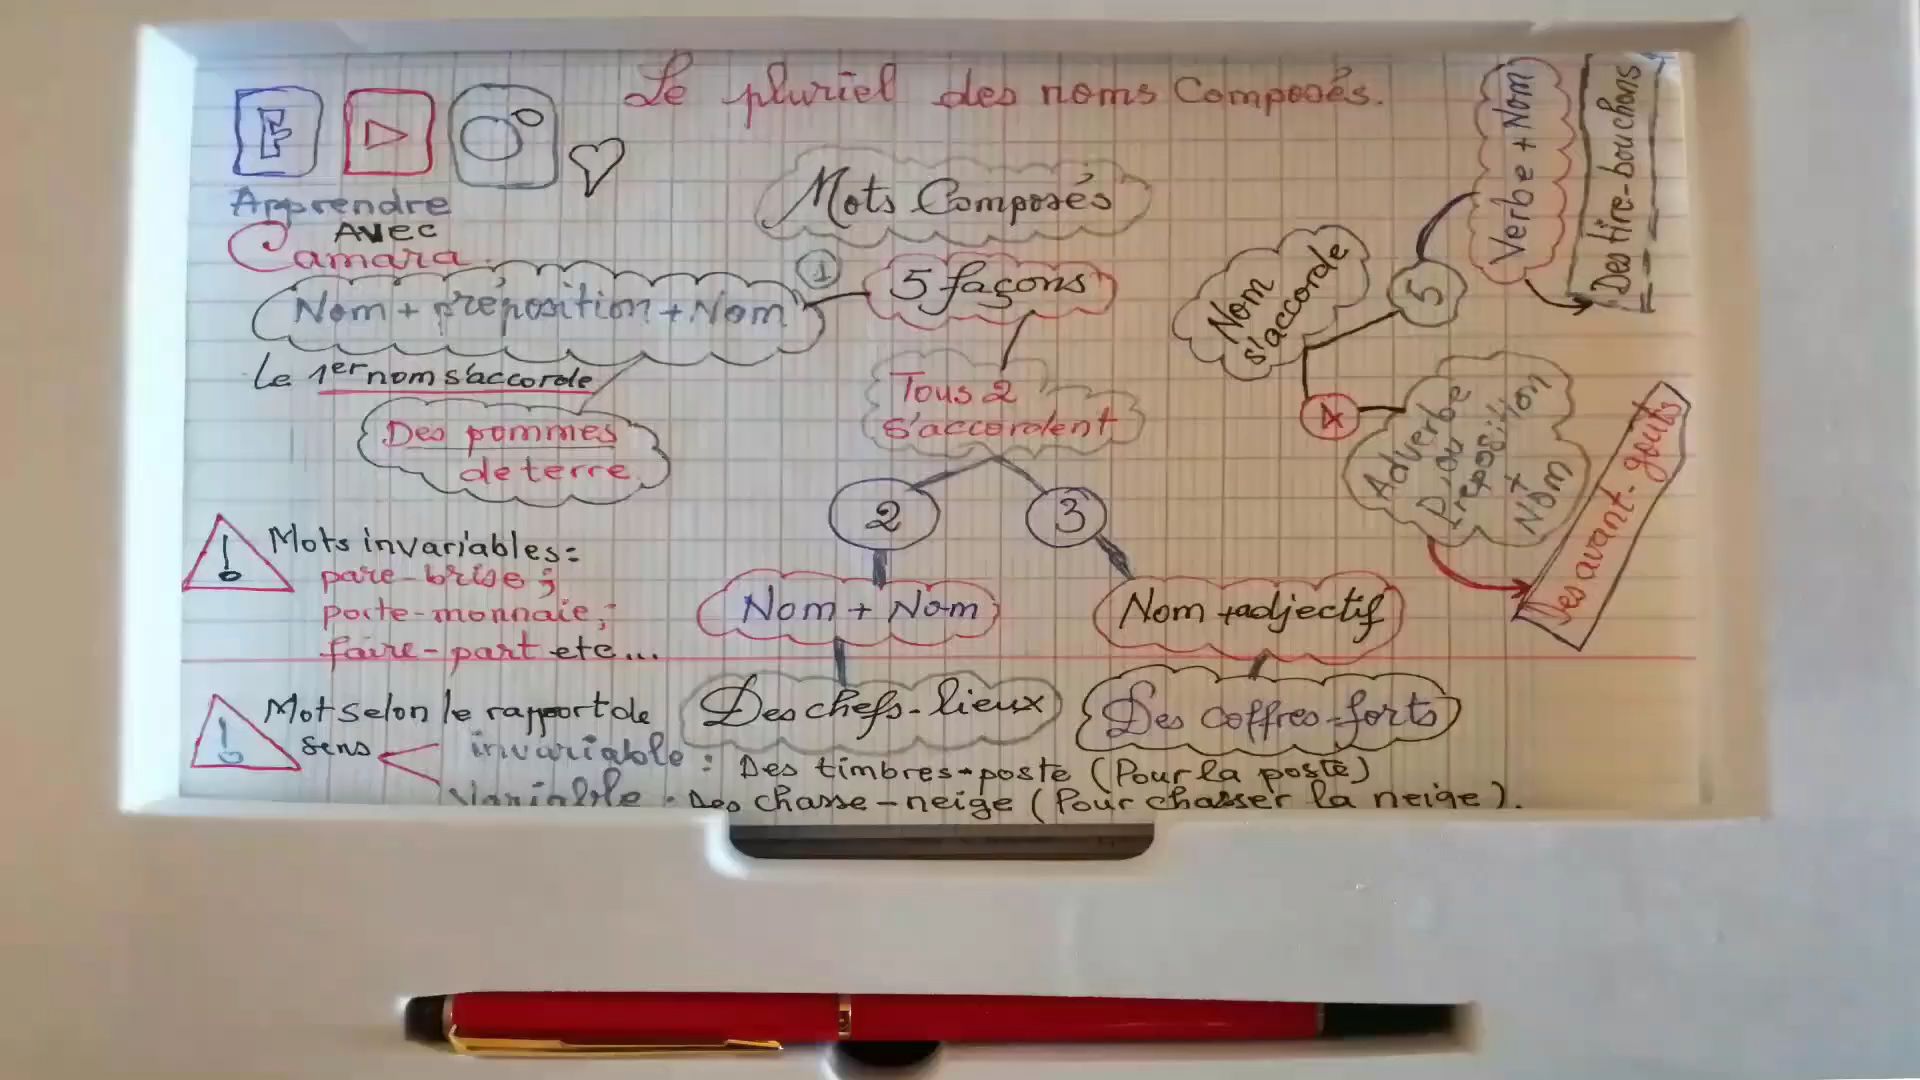 Le pluriel des noms Composés.
F
Apprendre
AVEC
Camara
Mots Composés
5 façons
1
Nom + préposition + Nom
Le 1er nom s'accorde
Des pommes
de terre
Tous 2
s'accordent
2
3
Nom + Nom
Nom + adjectif
Des chefs-lieux
Des coffres-forts
Nom
s'accorde
5
Verbe + Nom
Des tire-bouchons
4
Adverbe
ou
Préposition
+
Nom
Des avant-goûts
! Mots invariables:
pare-brise;
porte-monnaie;
faire-part etc...
! Mot selon le rapport de
sens
invariable : Des timbres-poste (Pour la poste)
Variable : Des chasse-neige (Pour chasser la neige).